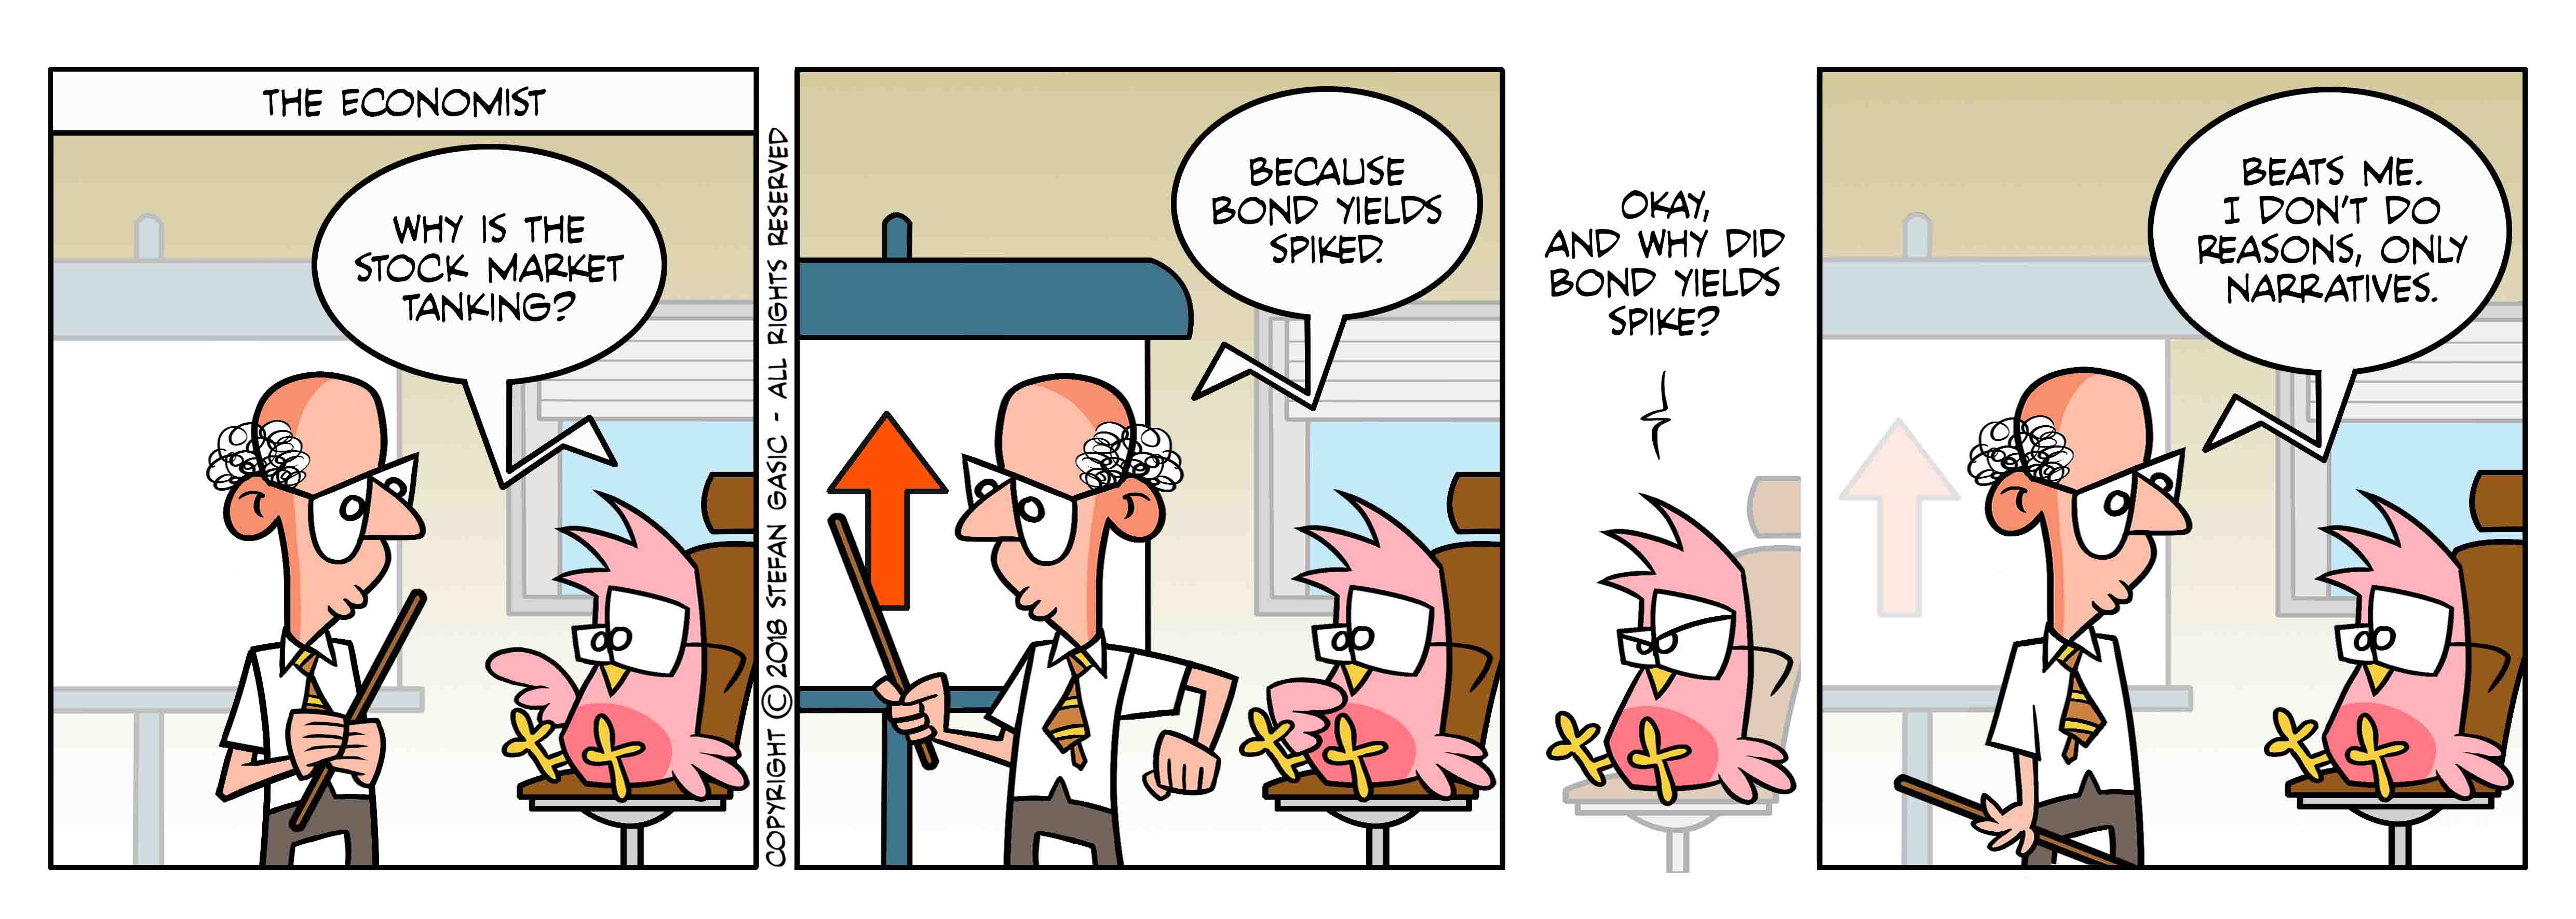 THE ECONOMIST
WHY IS THE
STOCK MARKET
TANKING?
COPYRIGHT © 2018 STEFAN GASIC - ALL RIGHTS RESERVED
BECAUSE
BOND YIELDS
SPIKED.
OKAY,
AND WHY DID
BOND YIELDS
SPIKE?
BEATS ME.
I DON'T DO
REASONS, ONLY
NARRATIVES.